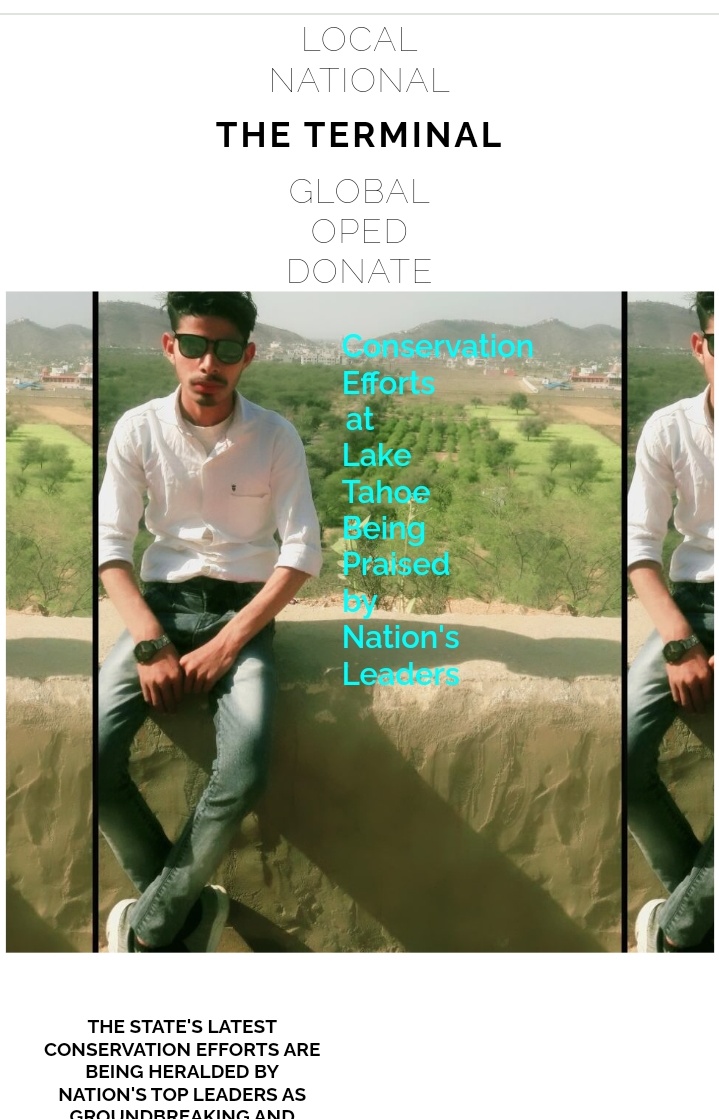 LOCAL
NATIONAL
THE TERMINAL
GLOBAL
OPED
DONATE
Conservation
Efforts
at
Lake
Tahoe
Being
Praised
by
Nation's
Leaders
THE STATE'S LATEST
CONSERVATION EFFORTS ARE
BEING HERALDED BY
NATION'S TOP LEADERS AS
GROUNDBREAKING AND